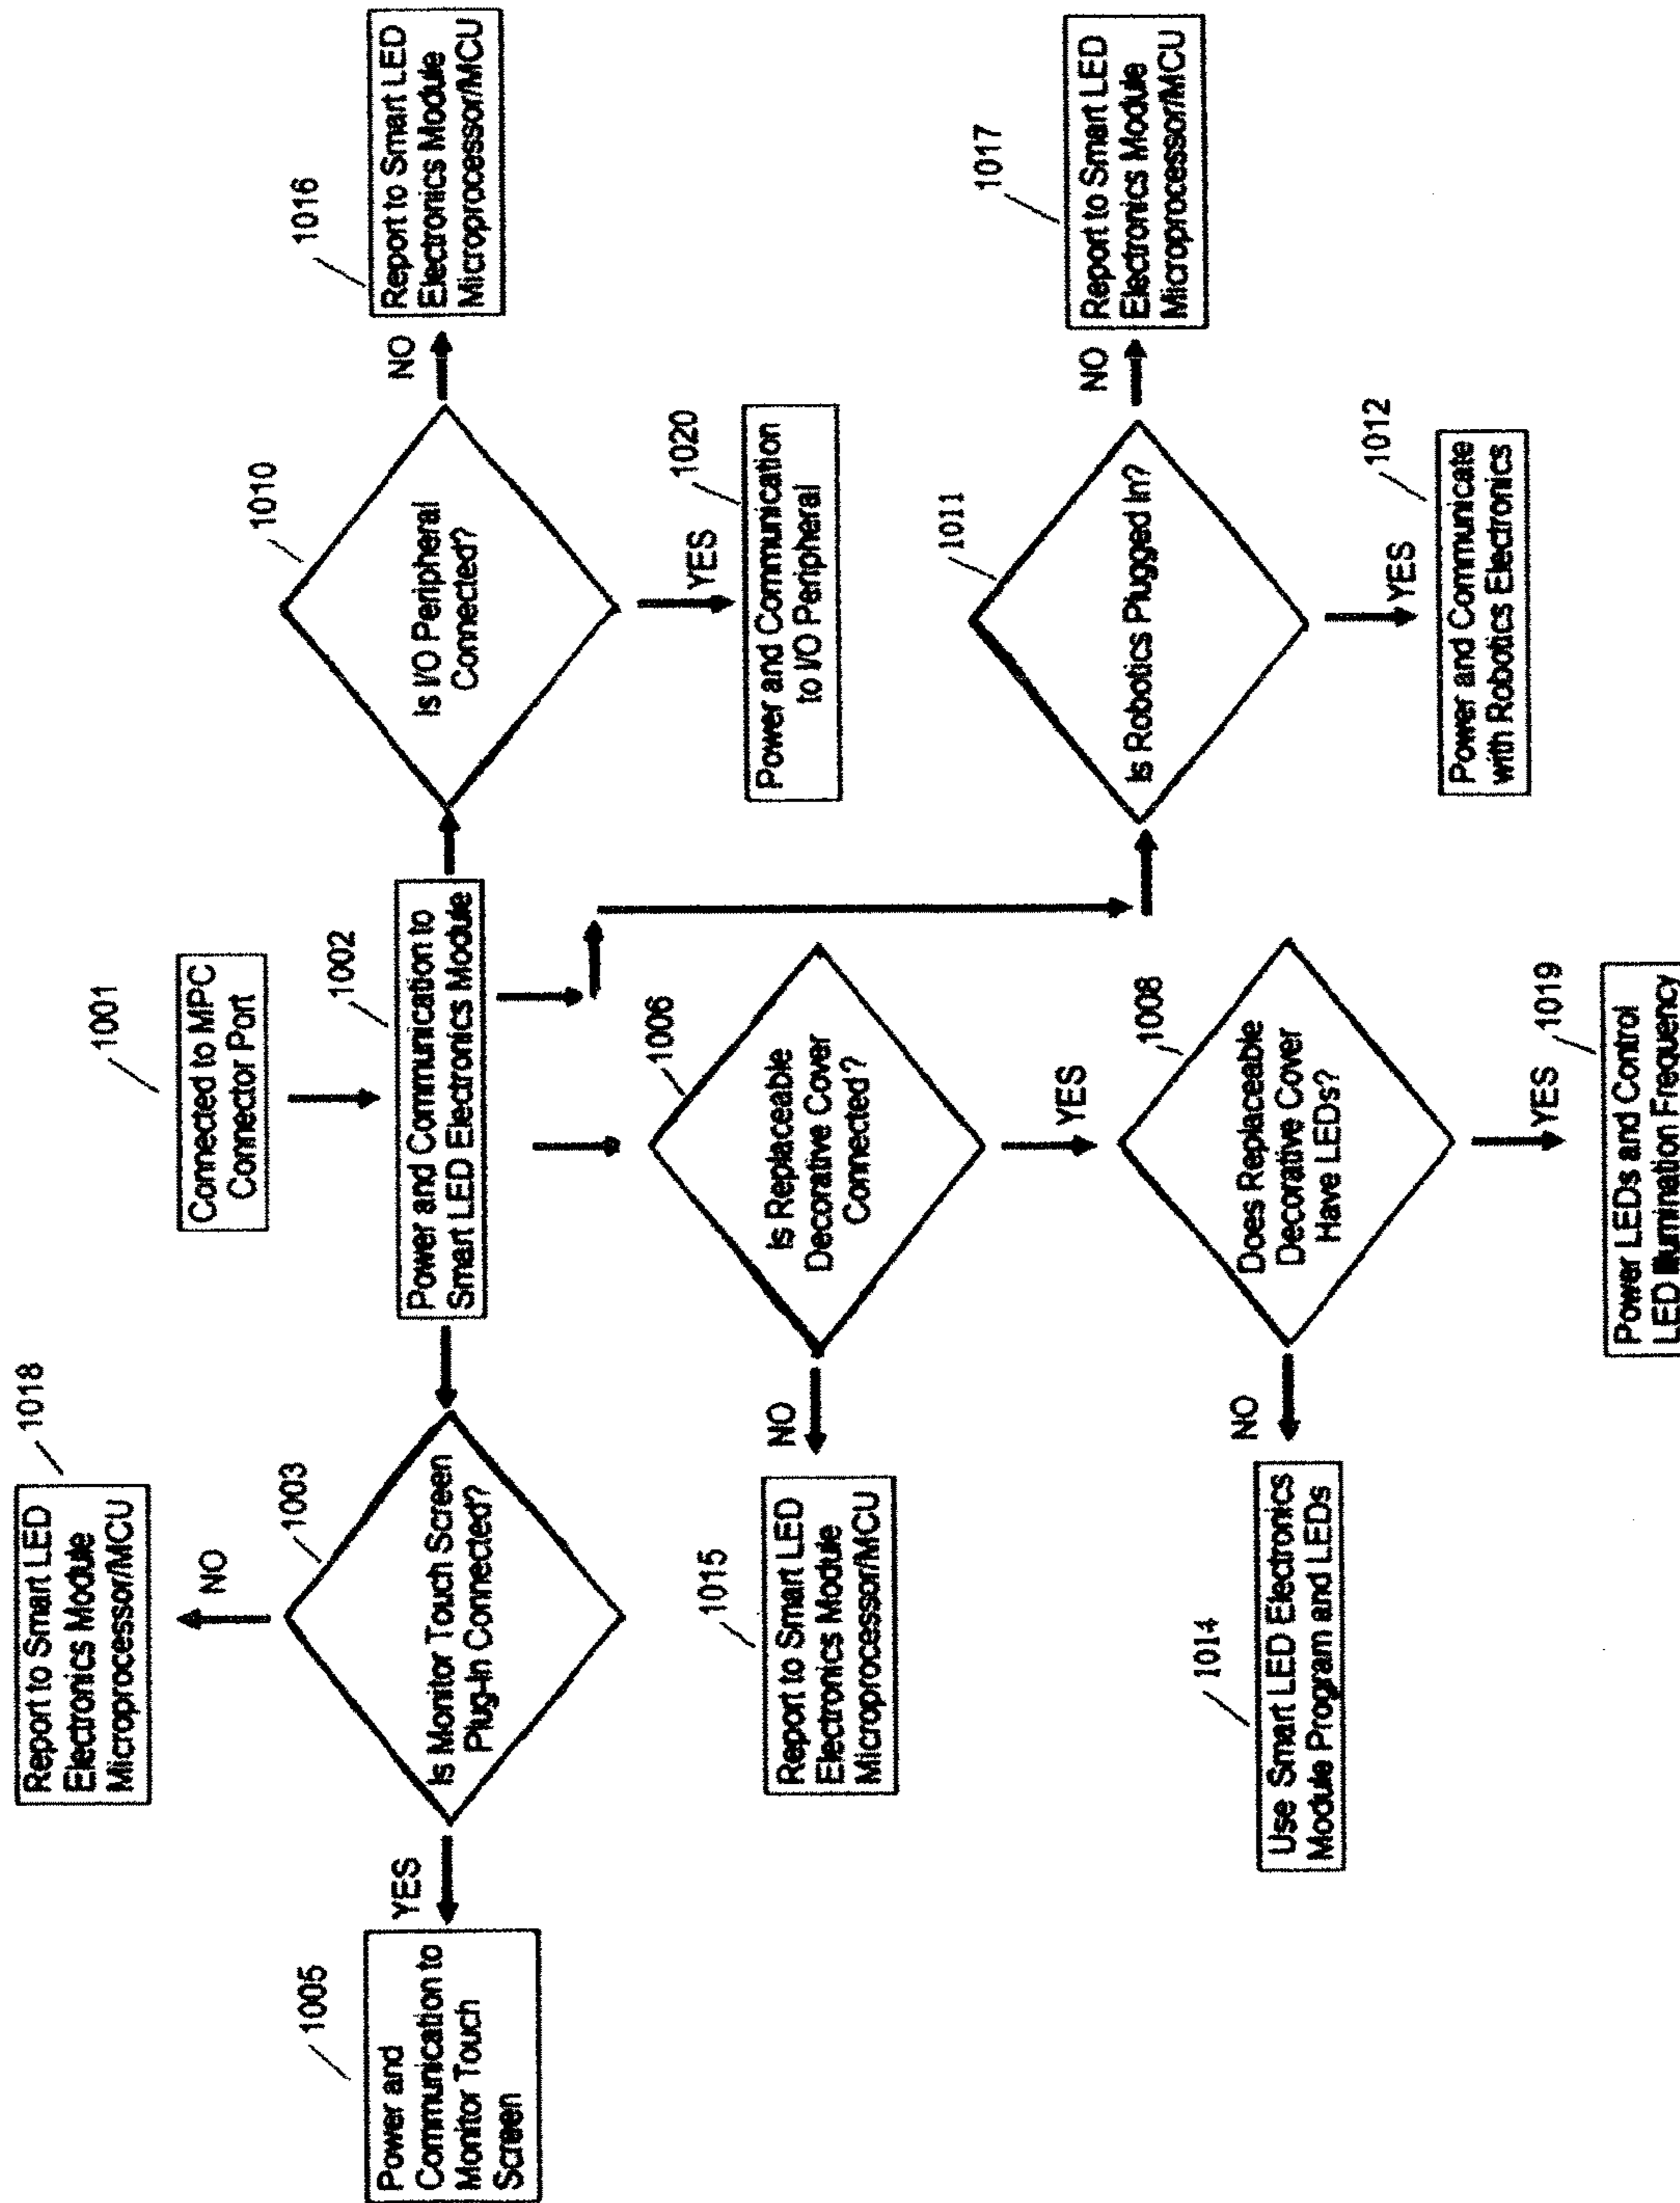 1001
Connected to MPC
Connector Port
1002
Power and Communication to
Smart LED Electronics Module
1018
Report to Smart LED
Electronics Module
Microprocessor/MCU
NO
1003
Is Monitor Touch Screen
Plug-In Connected?
YES
1005
Power and
Communication to
Monitor Touch
Screen
1010
Is I/O Peripheral
Connected?
NO
1016
Report to Smart LED
Electronics Module
Microprocessor/MCU
YES
1020
Power and Communication
to I/O Peripheral
1006
Is Replaceable
Decorative Cover
Connected?
NO
1015
Report to Smart LED
Electronics Module
Microprocessor/MCU
YES
1008
Does Replaceable
Decorative Cover
Have LEDs?
NO
1014
Use Smart LED Electronics
Module Program and LEDs
YES
1019
Power LEDs and Control
LED Illumination Frequency
1011
Is Robotics Plugged In?
NO
1017
Report to Smart LED
Electronics Module
Microprocessor/MCU
YES
1012
Power and Communicate
with Robotics Electronics